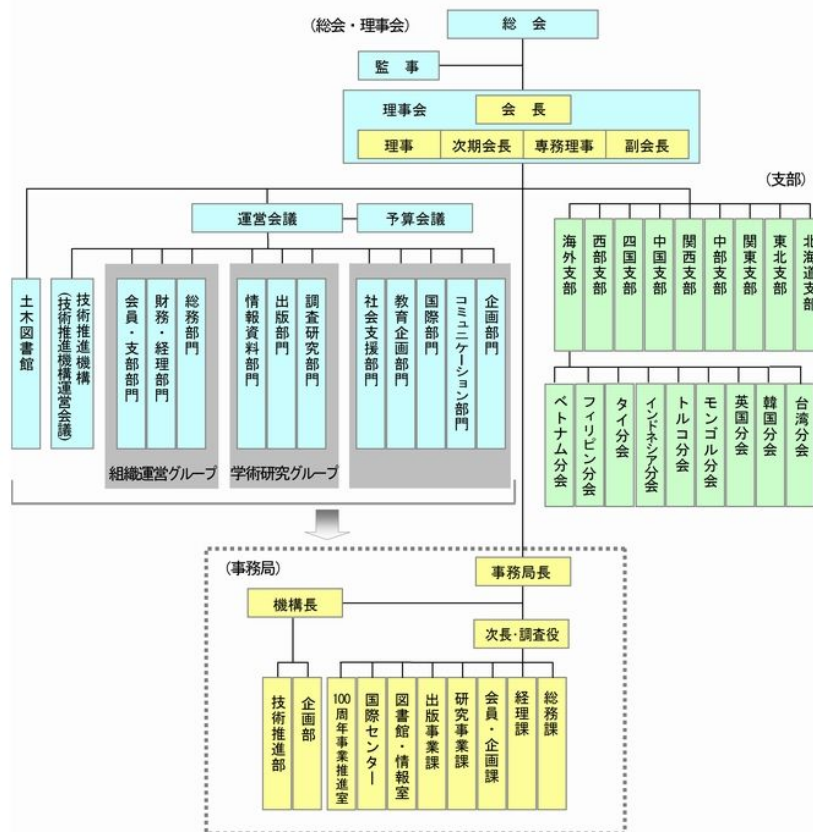 (総会・理事会)
総会
監事
理事会
会長
理事
次期会長
専務理事
副会長
(支部)
運営会議
予算会議
土木図書館
技術推進機構
(技術推進機構運営会議)
会員・支部部門
財務・経理部門
総務部門
組織運営グループ
情報資料部門
出版部門
調査研究部門
学術研究グループ
社会支援部門
教育企画部門
国際部門
コミュニケーション部門
企画部門
海外支部
西部支部
四国支部
中国支部
関西支部
中部支部
関東支部
東北支部
北海道支部
ベトナム分会
フィリピン分会
タイ分会
インドネシア分会
トルコ分会
モンゴル分会
英国分会
韓国分会
台湾分会
(事務局)
事務局長
機構長
次長・調査役
技術推進部
企画部
100周年事業推進室
国際センター
図書館・情報室
出版事業課
研究事業課
会員・企画課
経理課
総務課